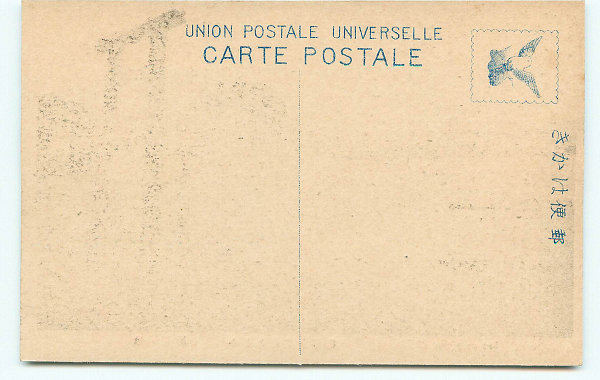 UNION POSTALE UNIVERSELLE
CARTE POSTALE
郵便はかき